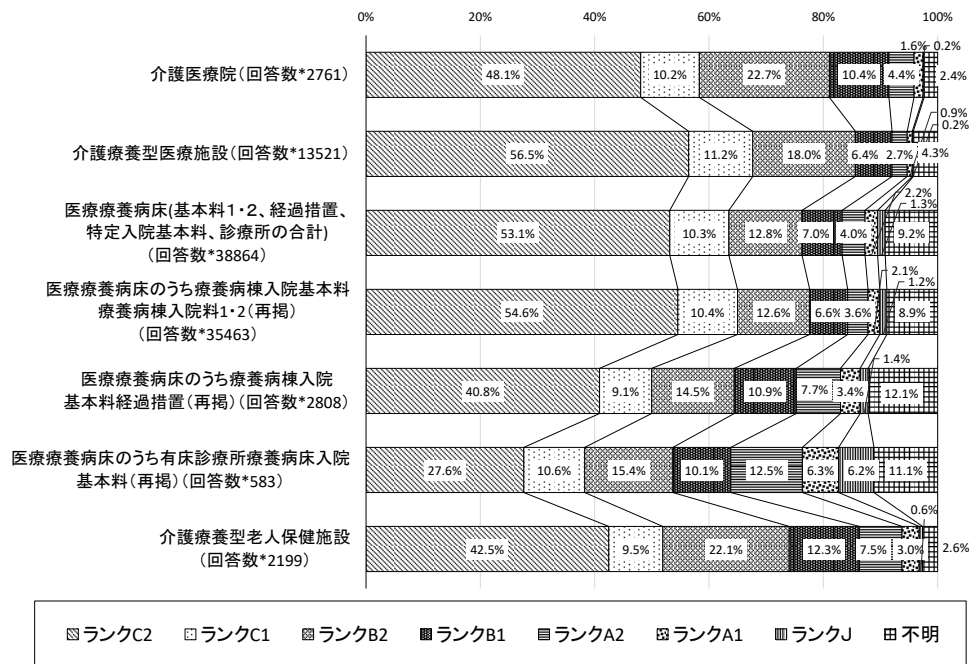 0% 20% 40% 60% 80% 100%
1.6% 0.2%
介護医療院(回答数*2761)
48.1% 10.2% 22.7% 10.4% 4.4% 2.4%
0.9%
0.2%
介護療養型医療施設(回答数*13521)
56.5% 11.2% 18.0% 6.4% 2.7% 4.3%
2.2%
1.3%
医療療養病床(基本料1・2、経過措置、
特定入院基本料、診療所の合計)
(回答数*38864)
53.1% 10.3% 12.8% 7.0% 4.0% 9.2%
2.1%
1.2%
医療療養病床のうち療養病棟入院基本料
療養病棟入院料1・2(再掲)
(回答数*35463)
54.6% 10.4% 12.6% 6.6% 3.6% 8.9%
1.4%
医療療養病床のうち療養病棟入院
基本料経過措置(再掲)(回答数*2808)
40.8% 9.1% 14.5% 10.9% 7.7% 3.4% 12.1%
医療療養病床のうち有床診療所療養病床入院
基本料(再掲)(回答数*583)
27.6% 10.6% 15.4% 10.1% 12.5% 6.3% 6.2% 11.1%
0.6%
介護療養型老人保健施設
(回答数*2199)
42.5% 9.5% 22.1% 12.3% 7.5% 3.0% 2.6%
ランクC2 ランクC1 ランクB2 ランクB1 ランクA2 ランクA1 ランクJ 不明